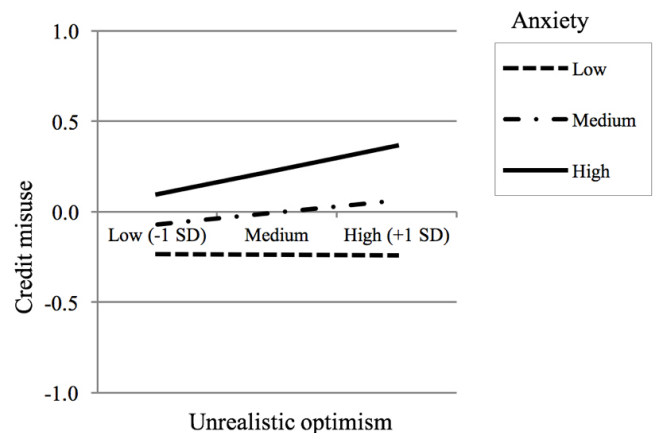 Anxiety
Low
Medium
High
1.0
0.5
0.0
-0.5
-1.0
Credit misuse
Low (-1 SD) Medium High (+1 SD)
Unrealistic optimism